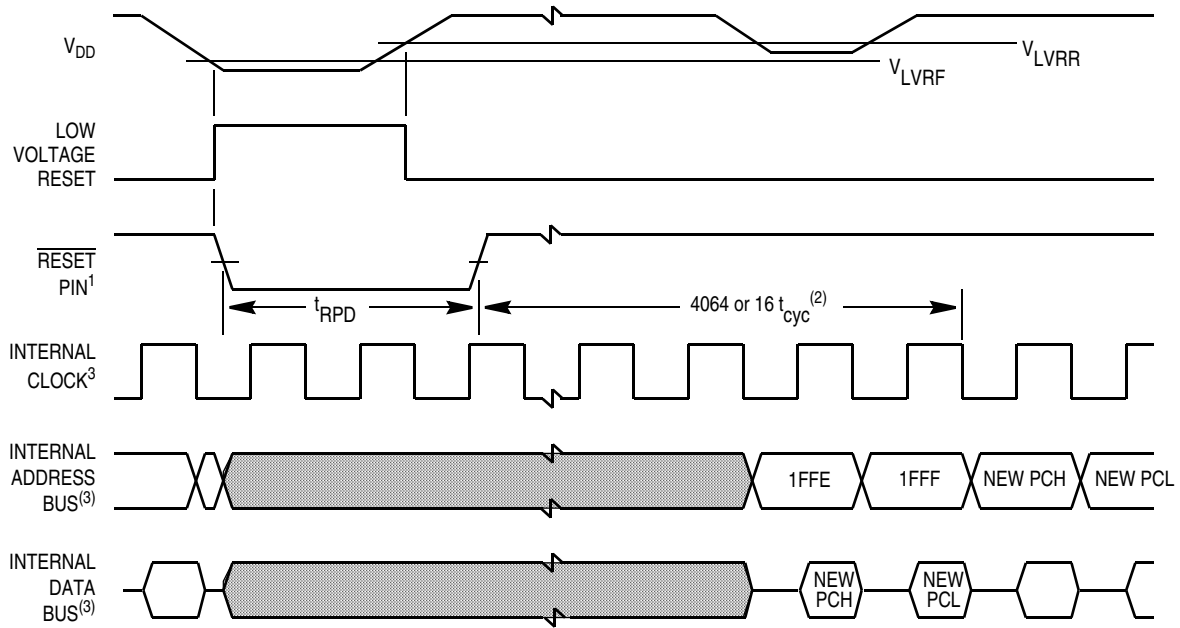 VDD
VLVRR
VLVRF
LOW
VOLTAGE
RESET
RESET
PIN1
tRPD
4064 or 16 tcyc(2)
INTERNAL
CLOCK3
INTERNAL
ADDRESS
BUS(3)
1FFE
1FFF
NEW PCH
NEW PCL
INTERNAL
DATA
BUS(3)
NEW
PCH
NEW
PCL